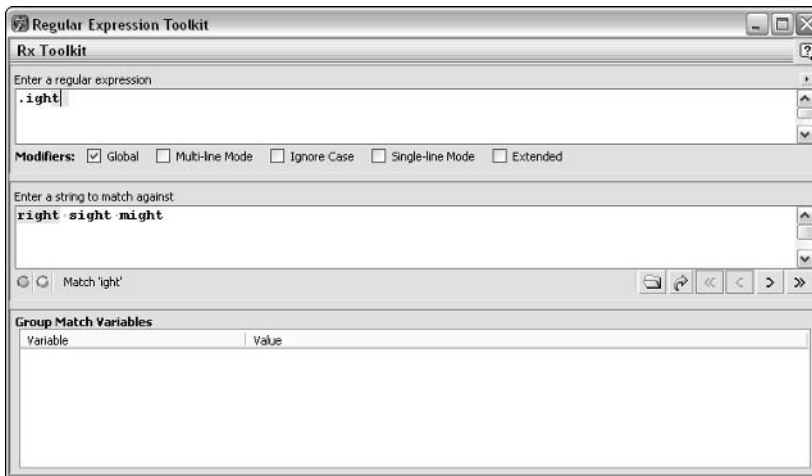 Regular Expression Toolkit
Rx Toolkit
Enter a regular expression
.ight
Modifiers: Global Multi-line Mode Ignore Case Single-line Mode Extended
Enter a string to match against
right sight might
Match 'ight'
Group Match Variables
Variable Value